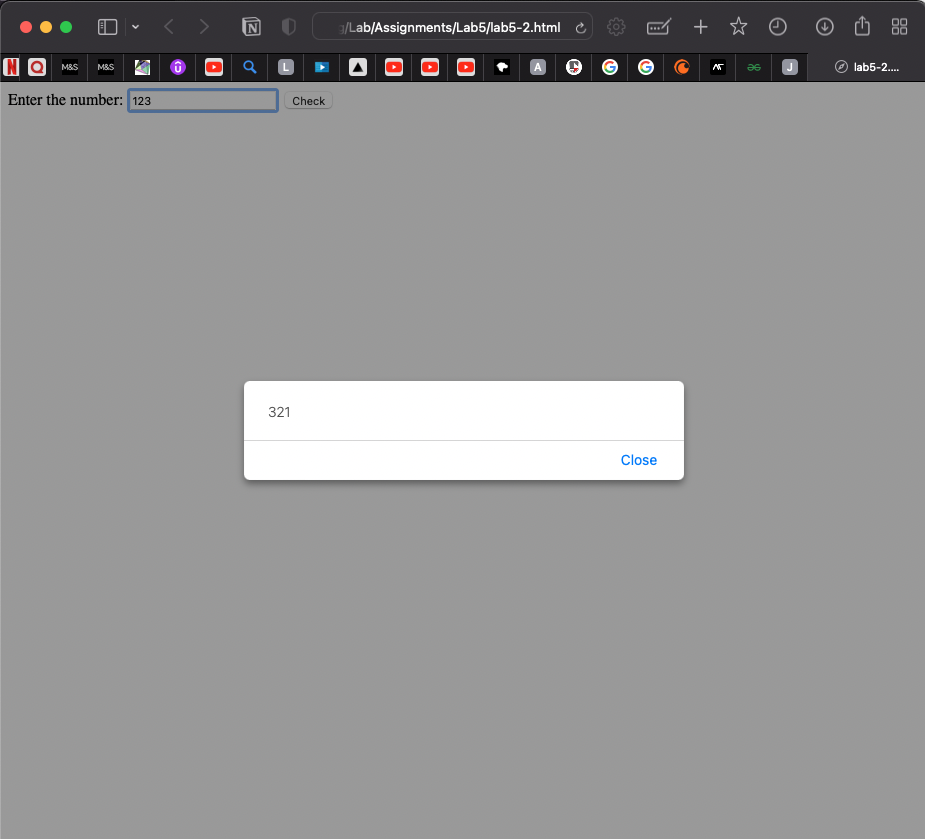 g/Lab/Assignments/Lab5/lab5-2.html
M&S M&S L A J lab5-2....
Enter the number: 123 Check
321
Close